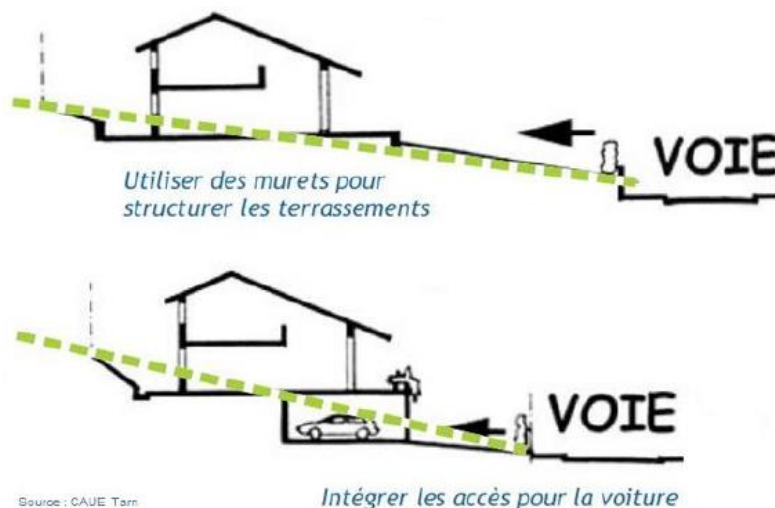 VOIE
Utiliser des murets pour
structurer les terrassements
VOIE
Source : CAUE Tarn
Intégrer les accès pour la voiture